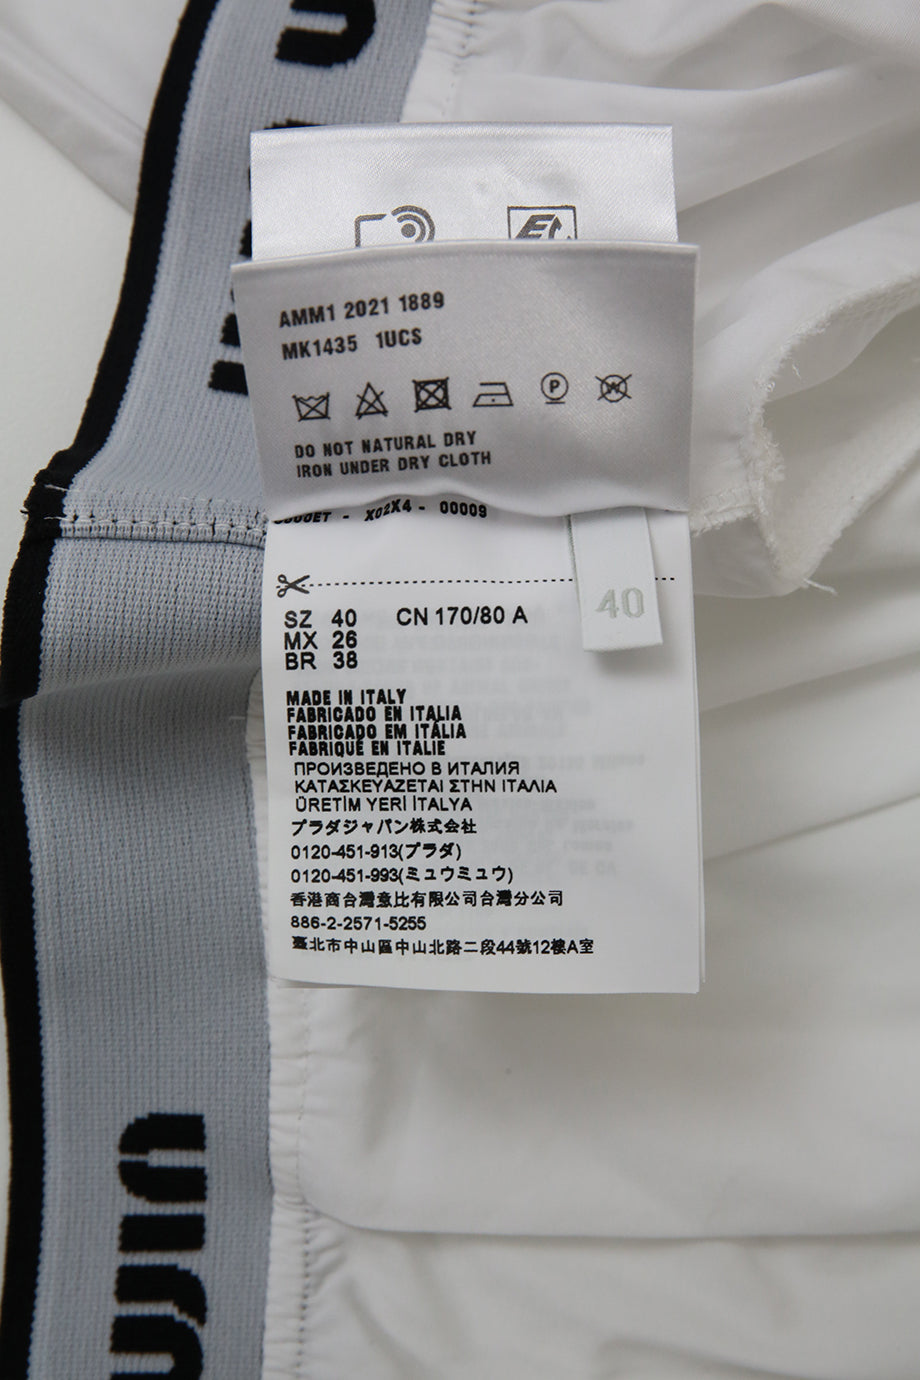 AMM1 2021 1889
MK1435 1UCS
P
W
DO NOT NATURAL DRY
IRON UNDER DRY CLOTH
X02X4 - 00009
40
SZ 40 CN 170/80 A
MX 26
BR 38
MADE IN ITALY
FABRICADO EN ITALIA
FABRICADO EM ITÁLIA
FABRIQUÉ EN ITALIE
ПРОИЗВЕДЕНО В ИТАЛИЯ
ΚΑΤΑΣΚΕΥΑΖΕΤΑΙ ΣΤΗΝ ΙΤΑΛΙΑ
ÜRETİM YERİ İTALYA
プラダジャパン株式会社
0120-451-913(プラダ)
0120-451-993(ミュウミュウ)
香港商台灣意比有限公司台灣分公司
886-2-2571-5255
臺北市中山區中山北路二段44號12樓A室